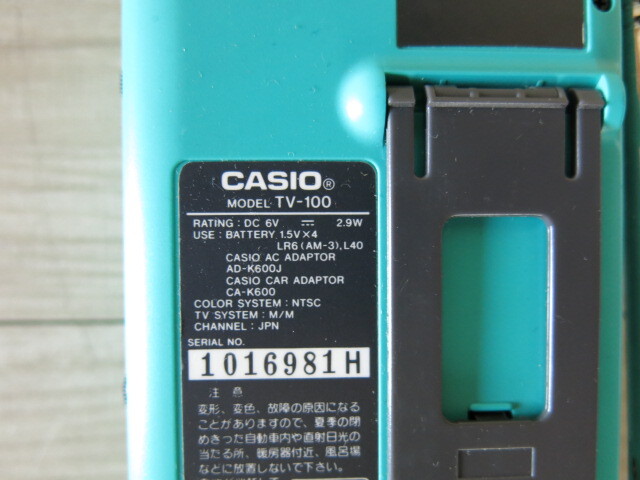 CASIO®
MODEL TV-100
RATING : DC 6V ⎓ 2.9W
USE : BATTERY 1.5V×4
LR6 (AM-3), L40
CASIO AC ADAPTOR
AD-K600J
CASIO CAR ADAPTOR
CA-K600
COLOR SYSTEM : NTSC
TV SYSTEM : M/M
CHANNEL : JPN
SERIAL NO.
1016981H
注 意
変形、変色、故障の原因になる
ことがありますので、夏季の閉
めきった自動車内や直射日光の
当たる所、暖房器付近、風呂場
などに放置しないで下さい。